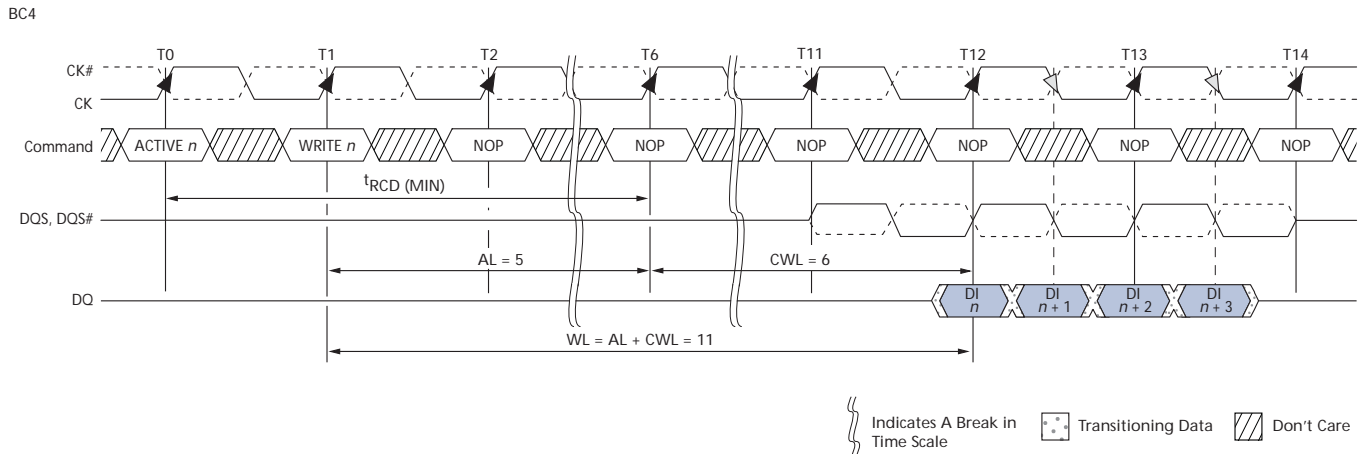 BC4
T0 T1 T2 T6 T11 T12 T13 T14
CK#
CK
Command ACTIVE n WRITE n NOP NOP NOP NOP NOP NOP
tRCD (MIN)
DQS, DQS#
AL = 5 CWL = 6
DQ DI n DI n + 1 DI n + 2 DI n + 3
WL = AL + CWL = 11
Indicates A Break in
Time Scale
Transitioning Data
Don't Care